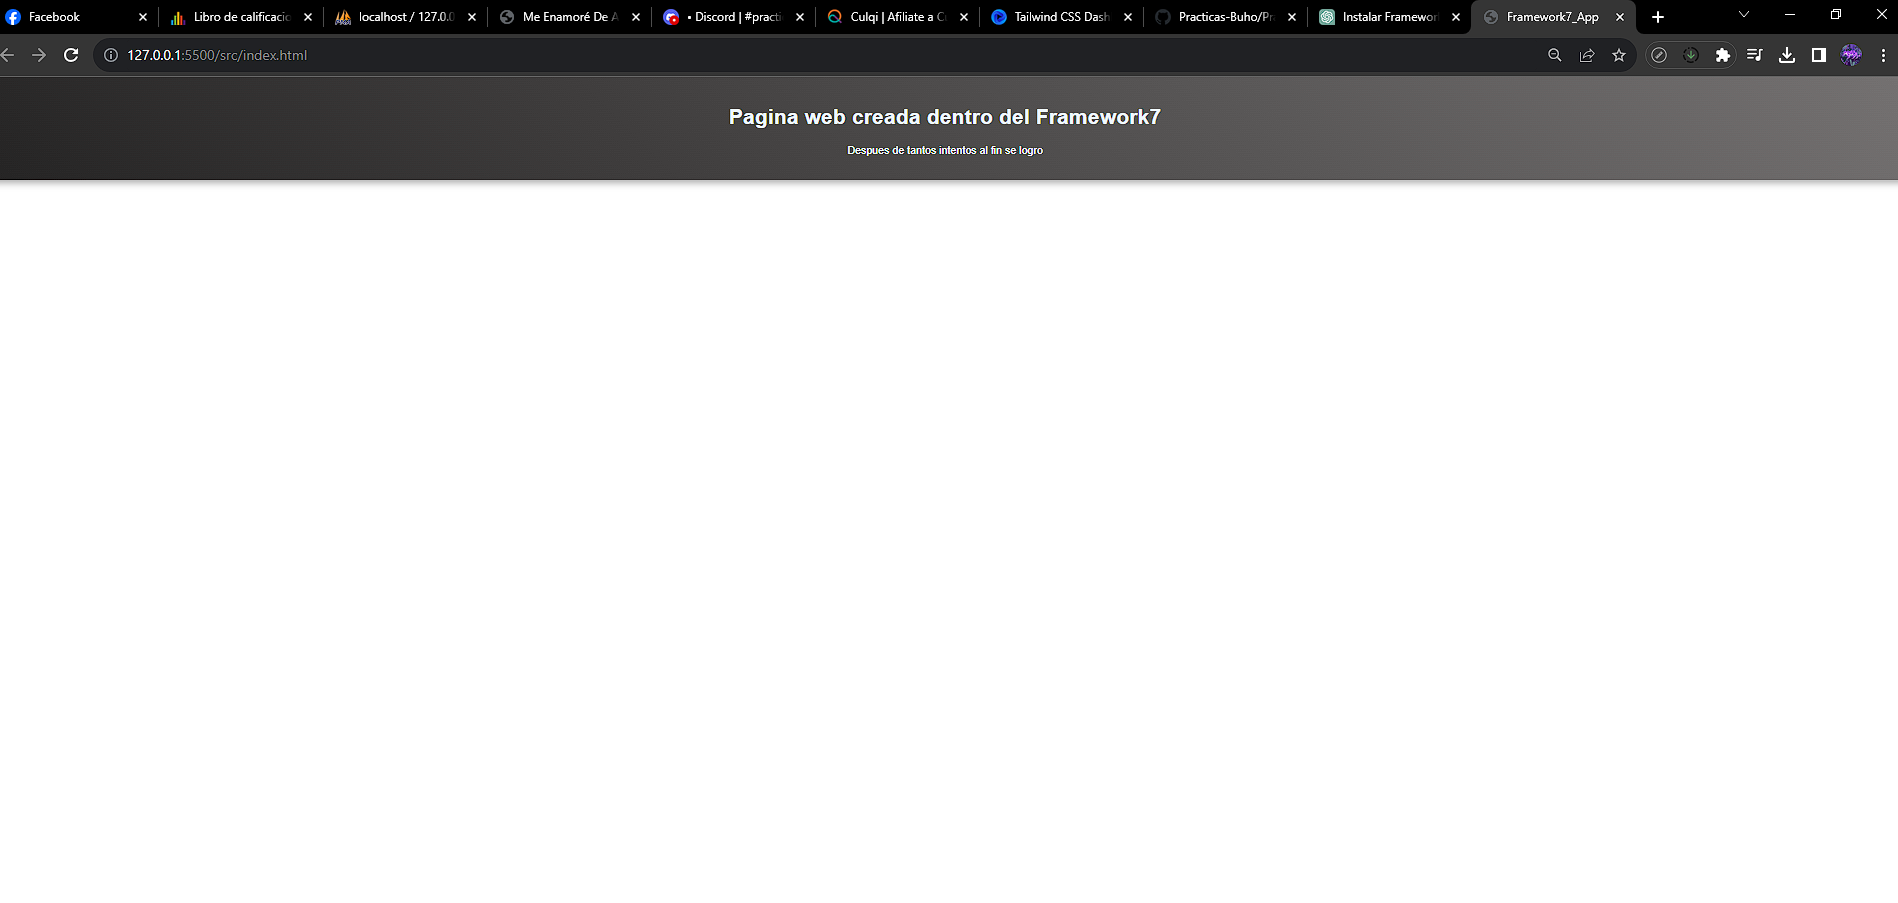 Facebook
Libro de calificacio
localhost / 127.0.0
Me Enamoré De A
• Discord | #practi
Culqi | Afiliate a Cu
Tailwind CSS Dash
Practicas-Buho/Pr
Instalar Framework
Framework7_App
127.0.0.1:5500/src/index.html
Pagina web creada dentro del Framework7
Despues de tantos intentos al fin se logro